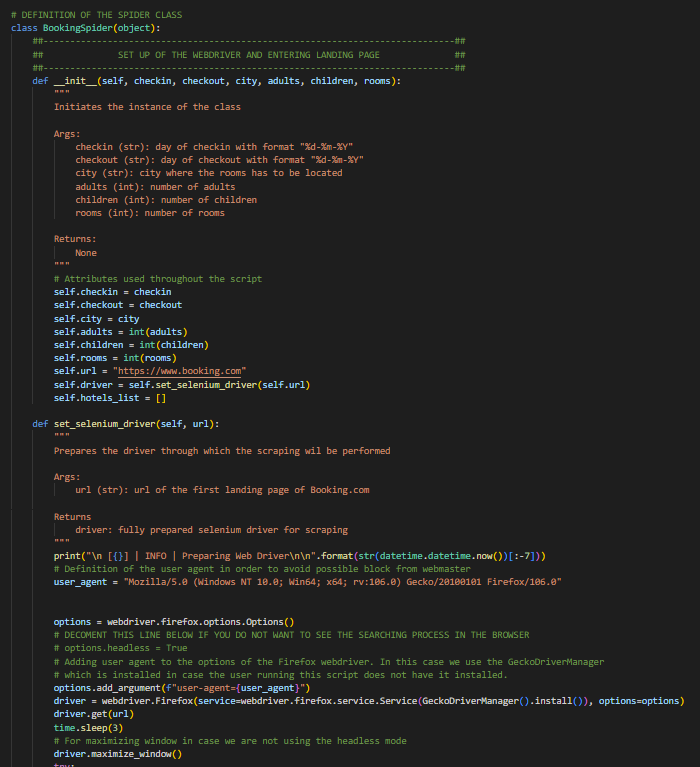 # DEFINITION OF THE SPIDER CLASS
class BookingSpider(object):
    ##-----------------------------------------------------------------------------##
    ##              SET UP OF THE WEBDRIVER AND ENTERING LANDING PAGE              ##
    ##-----------------------------------------------------------------------------##
    def __init__(self, checkin, checkout, city, adults, children, rooms):
        """
        Initiates the instance of the class

        Args:
            checkin (str): day of checkin with format "%d-%m-%Y"
            checkout (str): day of checkout with format "%d-%m-%Y"
            city (str): city where the rooms has to be located
            adults (int): number of adults
            children (int): number of children
            rooms (int): number of rooms

        Returns:
            None
        """
        # Attributes used throughout the script
        self.checkin = checkin
        self.checkout = checkout
        self.city = city
        self.adults = int(adults)
        self.children = int(children)
        self.rooms = int(rooms)
        self.url = "https://www.booking.com"
        self.driver = self.set_selenium_driver(self.url)
        self.hotels_list = []

    def set_selenium_driver(self, url):
        """
        Prepares the driver through which the scraping wil be performed

        Args:
            url (str): url of the first landing page of Booking.com

        Returns
            driver: fully prepared selenium driver for scraping
        """
        print("\n [{}] | INFO | Preparing Web Driver\n\n".format(str(datetime.datetime.now())[:-7]))
        # Definition of the user agent in order to avoid possible block from webmaster
        user_agent = "Mozilla/5.0 (Windows NT 10.0; Win64; x64; rv:106.0) Gecko/20100101 Firefox/106.0"


        options = webdriver.firefox.options.Options()
        # DECOMENT THIS LINE BELOW IF YOU DO NOT WANT TO SEE THE SEARCHING PROCESS IN THE BROWSER
        # options.headless = True
        # Adding user agent to the options of the Firefox webdriver. In this case we use the GeckoDriverManager
        # which is installed in case the user running this script does not have it installed.
        options.add_argument(f"user-agent={user_agent}")
        driver = webdriver.Firefox(service=webdriver.firefox.service.Service(GeckoDriverManager().install()), options=options)
        driver.get(url)
        time.sleep(3)
        # For maximizing window in case we are not using the headless mode
        driver.maximize_window()